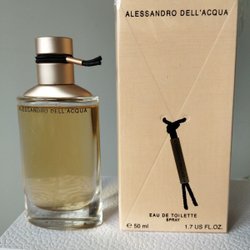 ALESSANDRO DELL'ACQUA
ALESSANDRO DELL'ACQUA
EAU DE TOILETTE
SPRAY
℮ 50 ml 1.7 US FL.OZ.